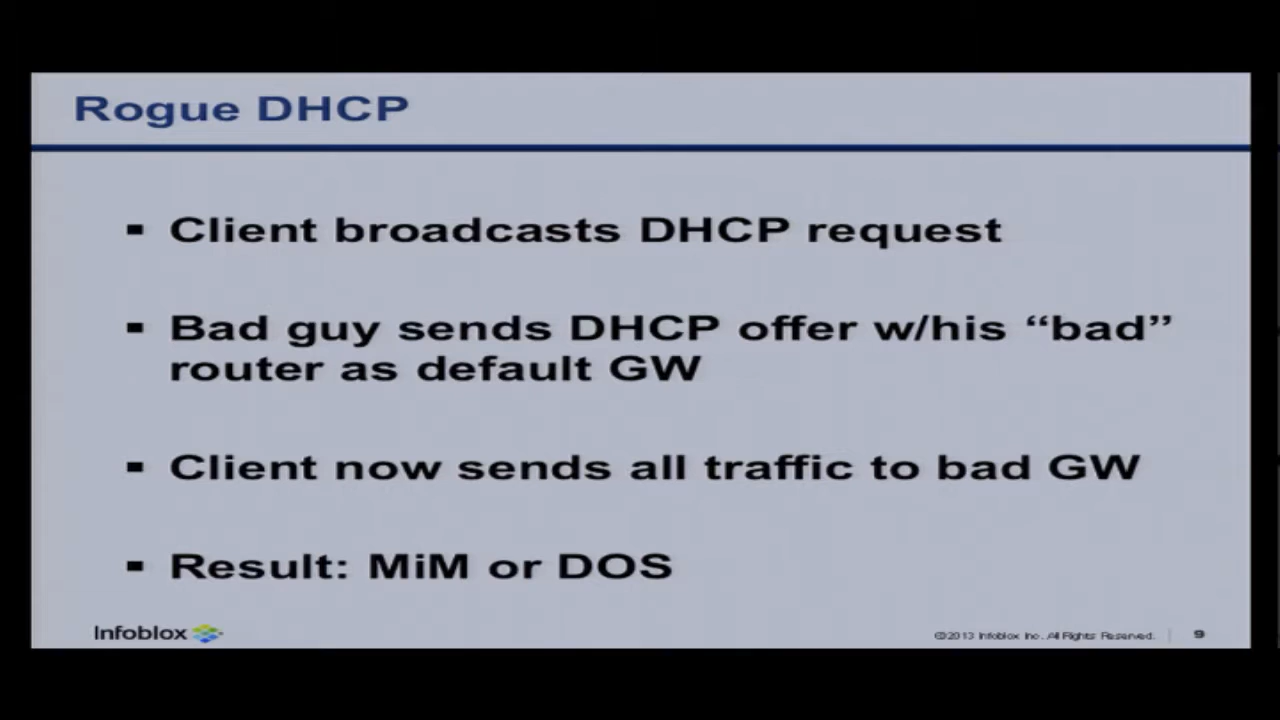 Rogue DHCP
▪ Client broadcasts DHCP request
▪ Bad guy sends DHCP offer w/his “bad”
router as default GW
▪ Client now sends all traffic to bad GW
▪ Result: MiM or DOS
Infoblox
©2013 Infoblox Inc. All Rights Reserved. | 9